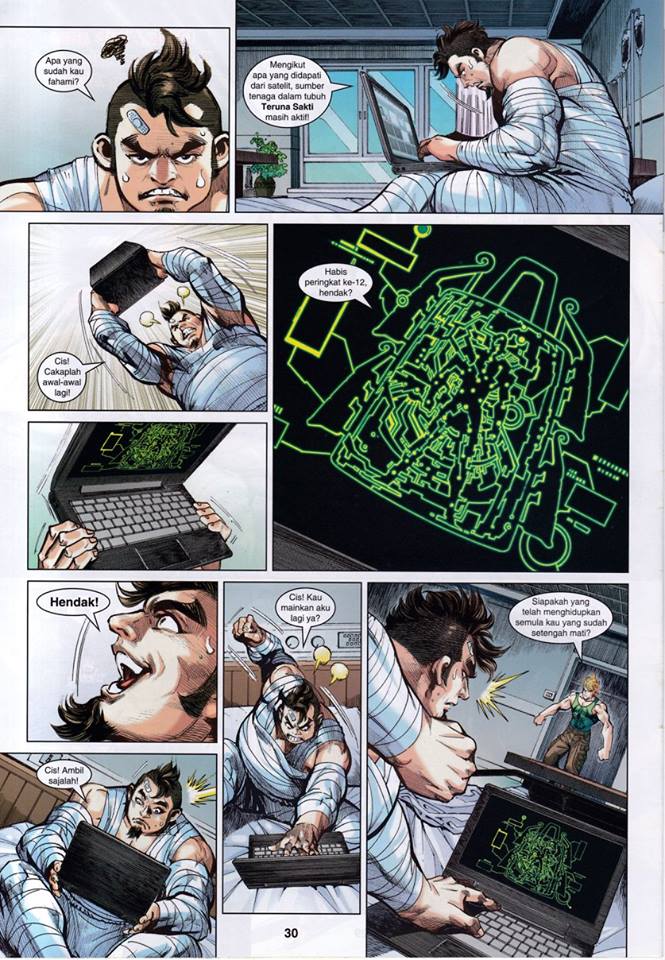 Apa yang
sudah kau
fahami?
Mengikut
apa yang didapati
dari satelit, sumber
tenaga dalam tubuh
Teruna Sakti
masih aktif!
Cis!
Cakaplah
awal-awal
lagi!
Habis
peringkat ke-12,
hendak?
Hendak!
Cis! Ambil
sajalah!
Cis! Kau
mainkan aku
lagi ya?
Siapakah yang
telah menghidupkan
semula kau yang sudah
setengah mati?
30